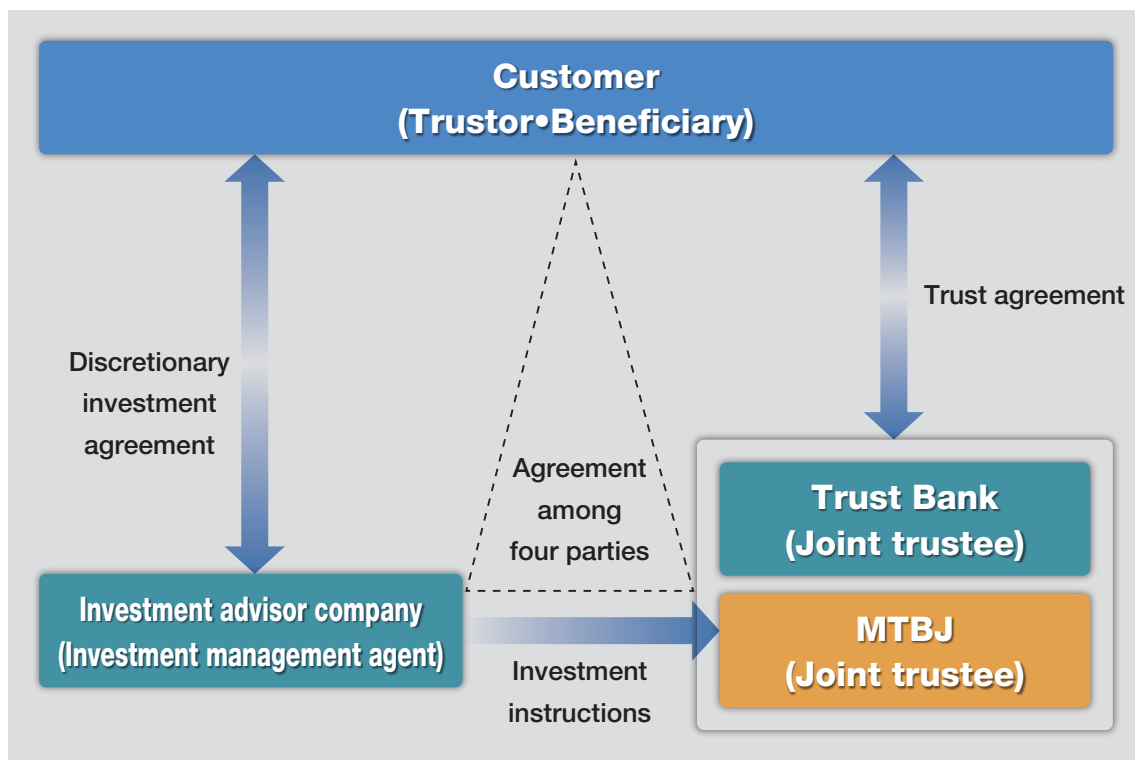 Customer
(Trustor•Beneficiary)
Trust agreement
Discretionary
investment
agreement
Agreement
among
four parties
Trust Bank
(Joint trustee)
Investment advisor company
(Investment management agent)
MTBJ
(Joint trustee)
Investment
instructions